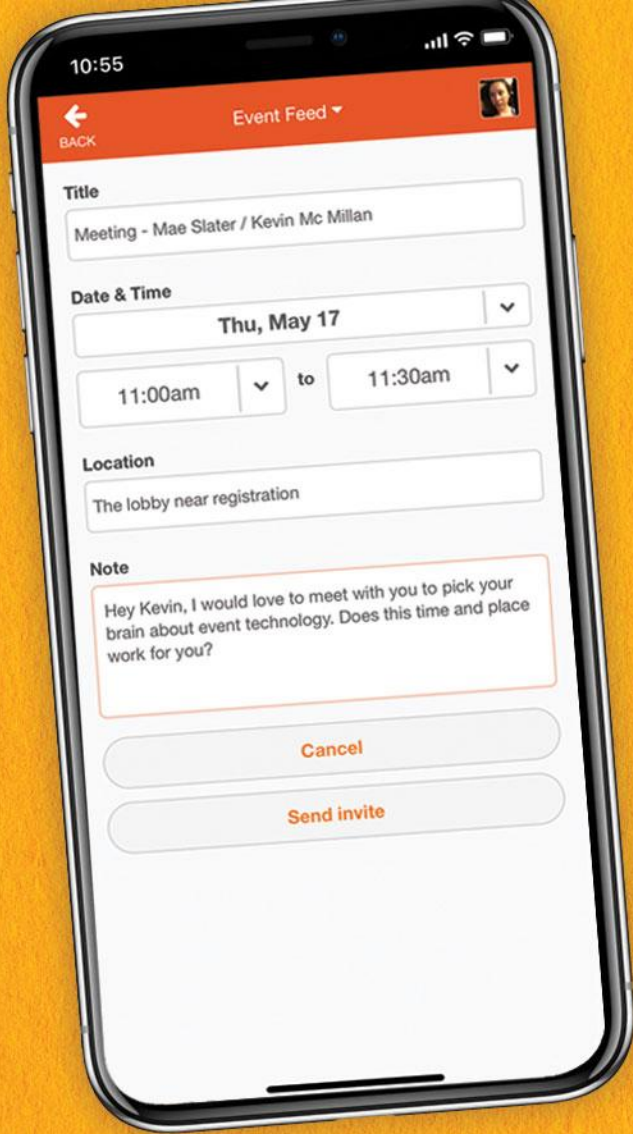 10:55
BACK
Event Feed
Title
Meeting - Mae Slater / Kevin Mc Millan
Date & Time
Thu, May 17
11:00am to 11:30am
Location
The lobby near registration
Note
Hey Kevin, I would love to meet with you to pick your
brain about event technology. Does this time and place
work for you?
Cancel
Send invite